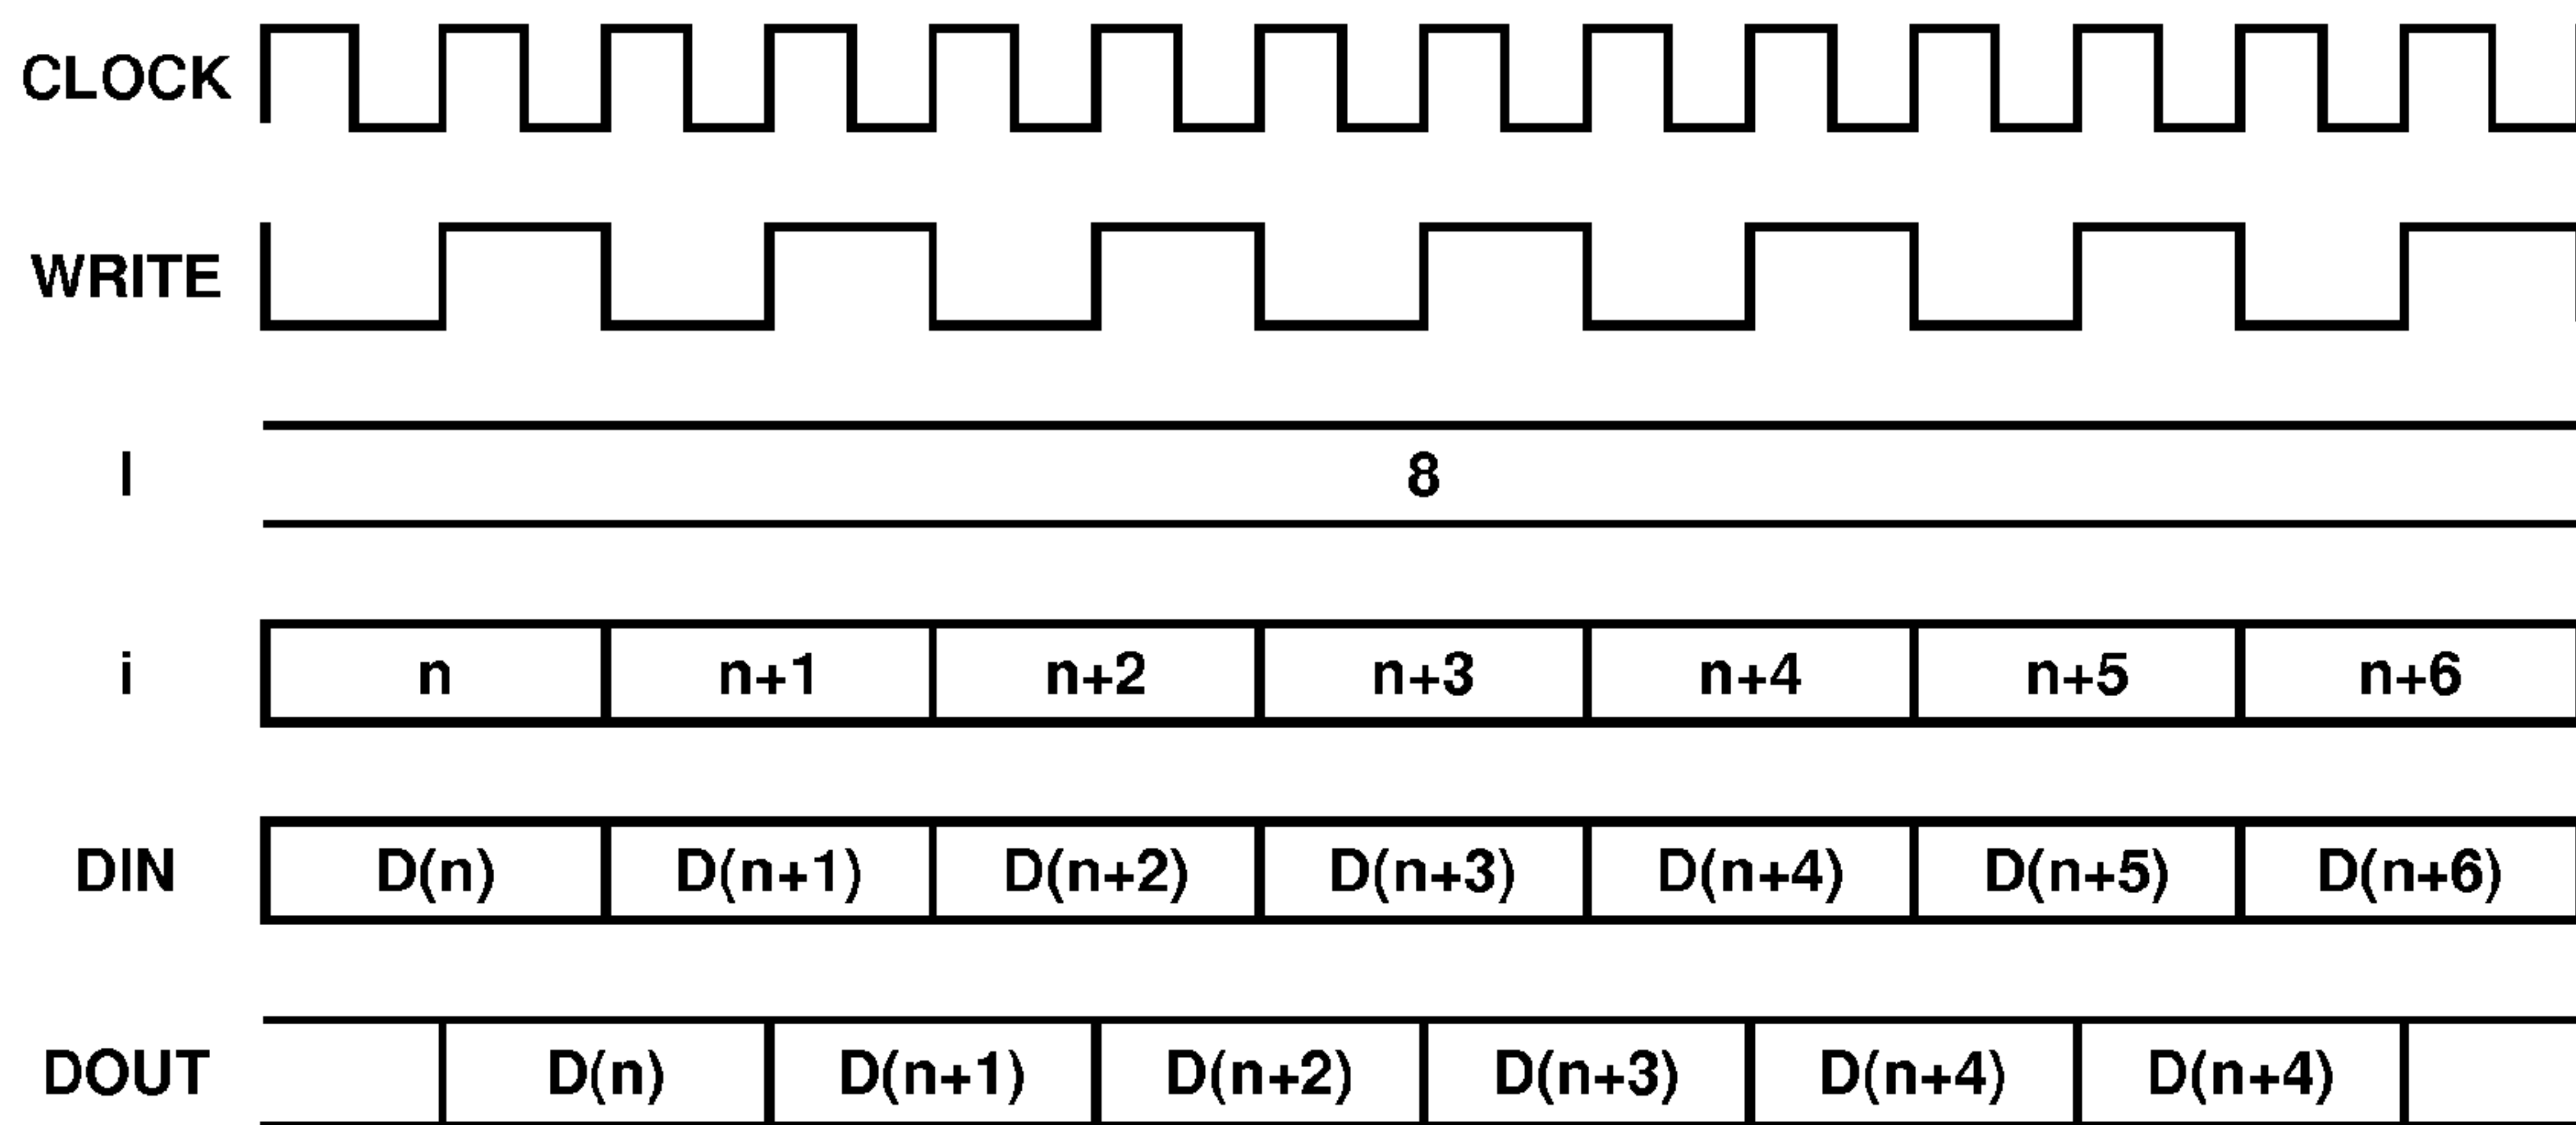 CLOCK
WRITE
I 8
i n n+1 n+2 n+3 n+4 n+5 n+6
DIN D(n) D(n+1) D(n+2) D(n+3) D(n+4) D(n+5) D(n+6)
DOUT D(n) D(n+1) D(n+2) D(n+3) D(n+4) D(n+4)